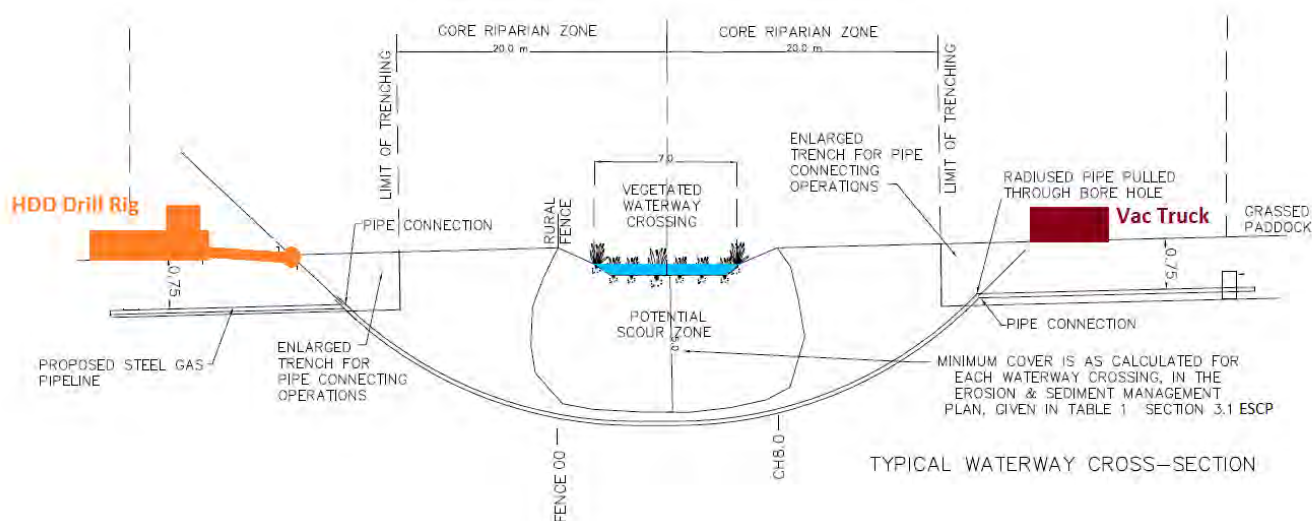 CORE RIPARIAN ZONE
20.0 m
CORE RIPARIAN ZONE
20.0 m
LIMIT OF TRENCHING
LIMIT OF TRENCHING
ENLARGED
TRENCH FOR PIPE
CONNECTING
OPERATIONS
7.0
VEGETATED
WATERWAY
CROSSING
RADIUSED PIPE PULLED
THROUGH BORE HOLE
HDD Drill Rig
PIPE CONNECTION
RURAL
FENCE
Vac Truck
GRASSED
PADDOCK
0.75
0.75
POTENTIAL
SCOUR ZONE
PIPE CONNECTION
PROPOSED STEEL GAS
PIPELINE
ENLARGED
TRENCH FOR
PIPE CONNECTING
OPERATIONS
MINIMUM COVER IS AS CALCULATED FOR
EACH WATERWAY CROSSING, IN THE
EROSION & SEDIMENT MANAGEMENT
PLAN, GIVEN IN TABLE 1 SECTION 3.1 ESCP
FENCE 00
CH8.0
TYPICAL WATERWAY CROSS-SECTION